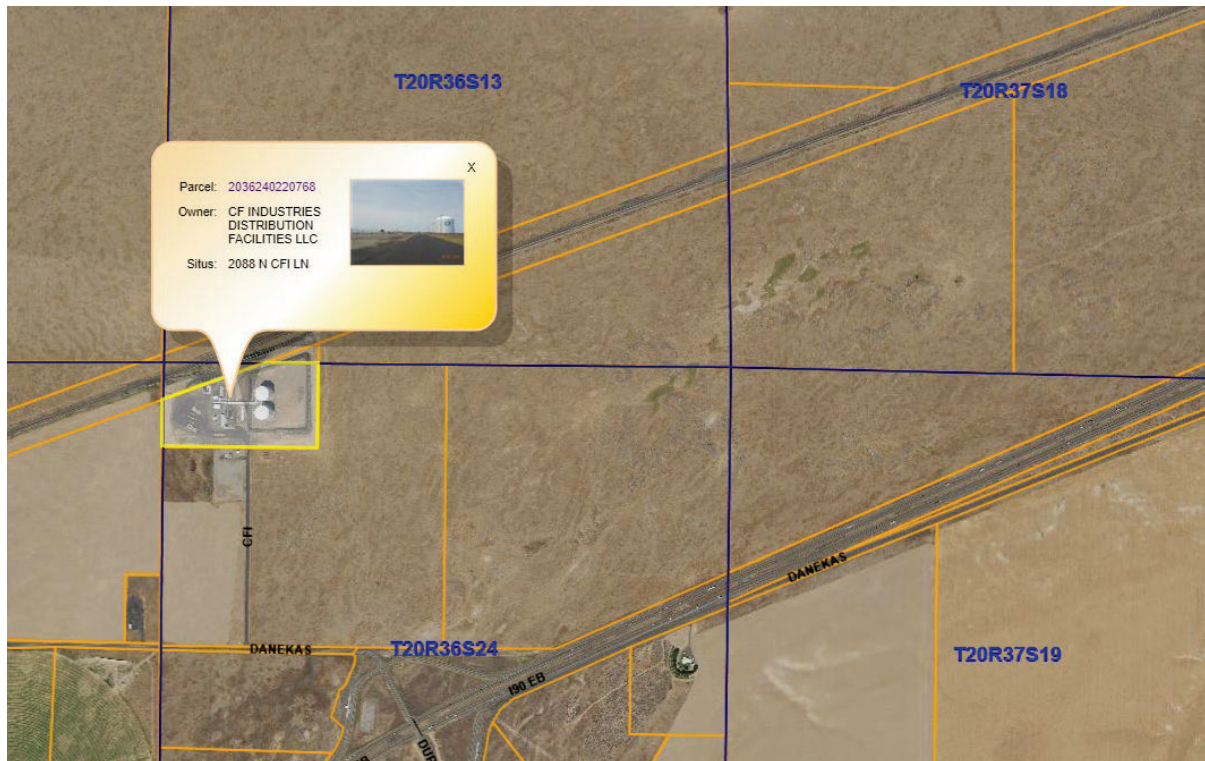 T20R36S13
T20R37S18
X
Parcel: 2036240220768
Owner: CF INDUSTRIES
DISTRIBUTION
FACILITIES LLC
Situs: 2088 N CFI LN
CFI
DANEKAS
DANEKAS
T20R36S24
T20R37S19
I90 EB